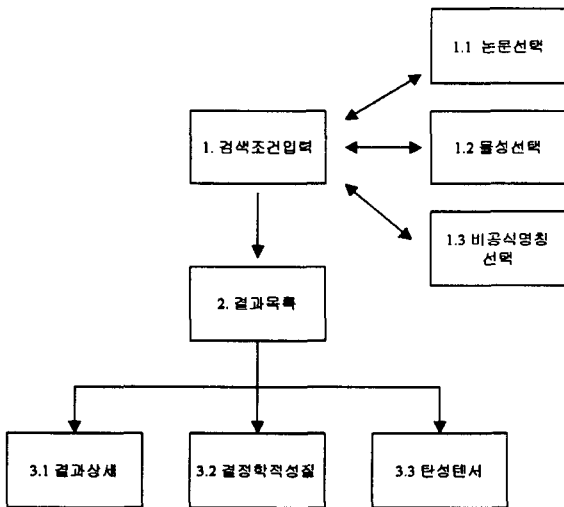 1.1 논문선택
1. 검색조건입력
1.2 물성선택
1.3 비공식명칭
선택
2. 결과목록
3.1 결과상세
3.2 결정학적성질
3.3 탄성텐서